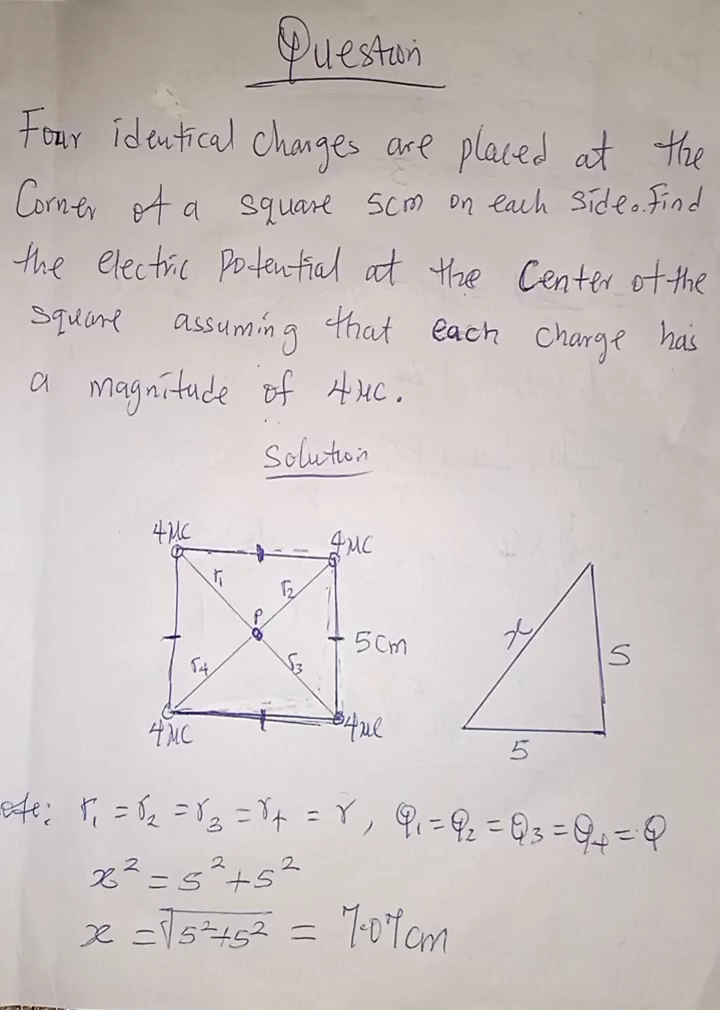 Question
Four identical charges are placed at the
Corner of a square 5cm on each side. Find
the electric potential at the Center of the
square assuming that each charge has
a magnitude of 4μC.
Solution
4μC 4μC
r₁ r₂
P
r₄ r₃ 5cm x 5
4μC 4μC
5
ote: r₁ = r₂ = r₃ = r₄ = r, Q₁ = Q₂ = Q₃ = Q₄ = Q
x² = 5² + 5²
x = √5²+5² = 7.07cm